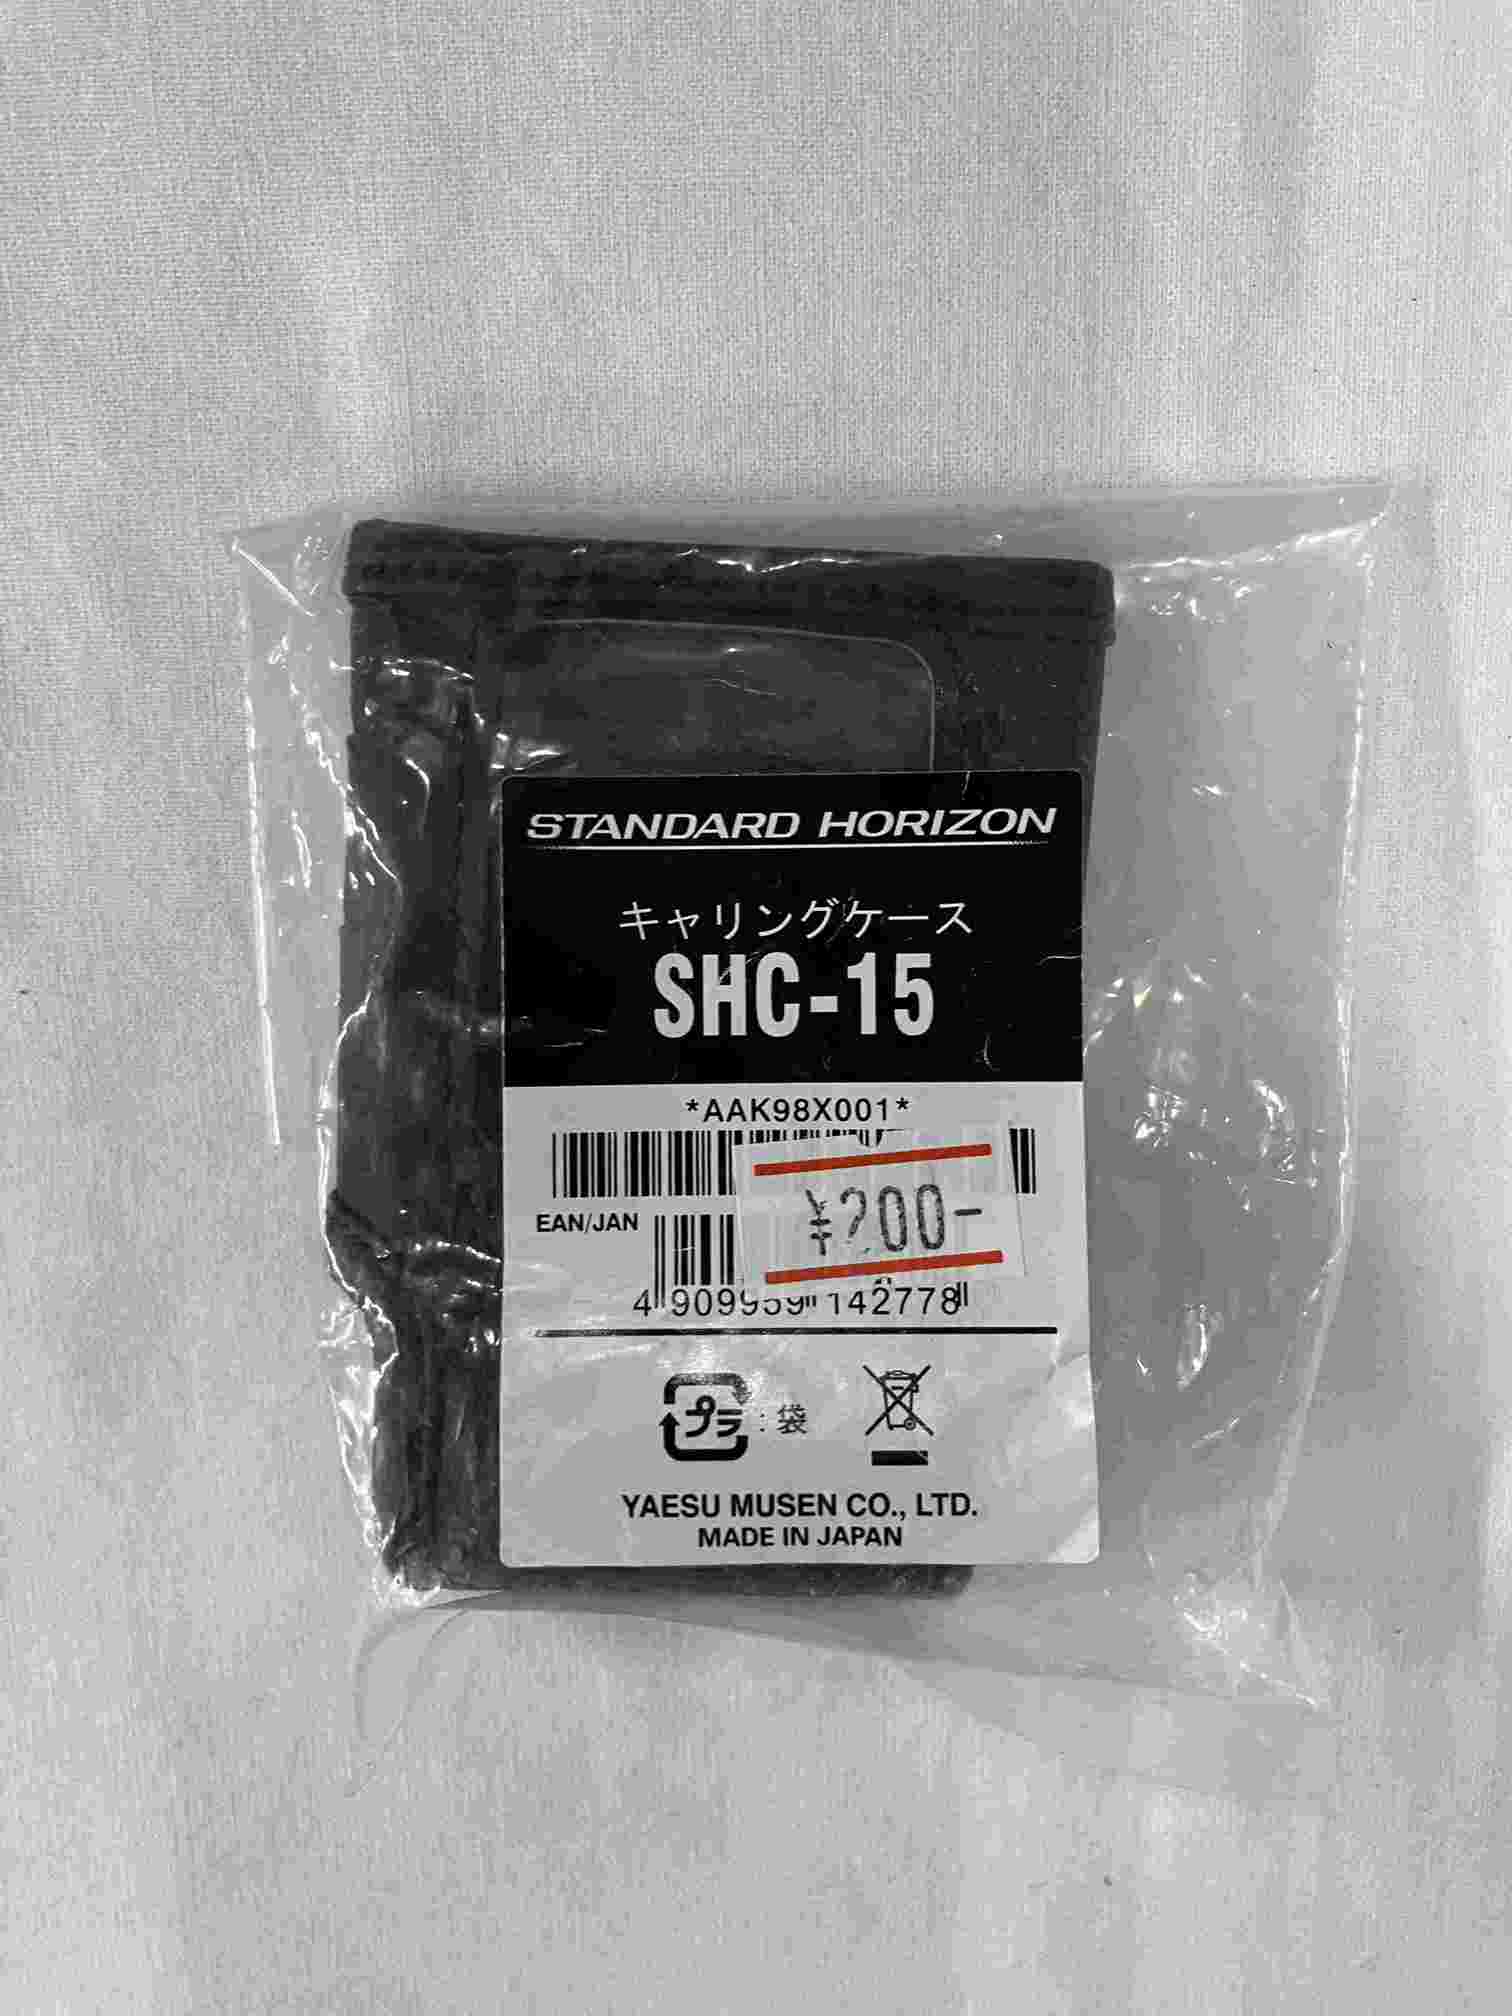 STANDARD HORIZON
キャリングケース
SHC-15
*AAK98X001*
¥200-
EAN/JAN
4 909959 142778
プラ : 袋
YAESU MUSEN CO., LTD.
MADE IN JAPAN